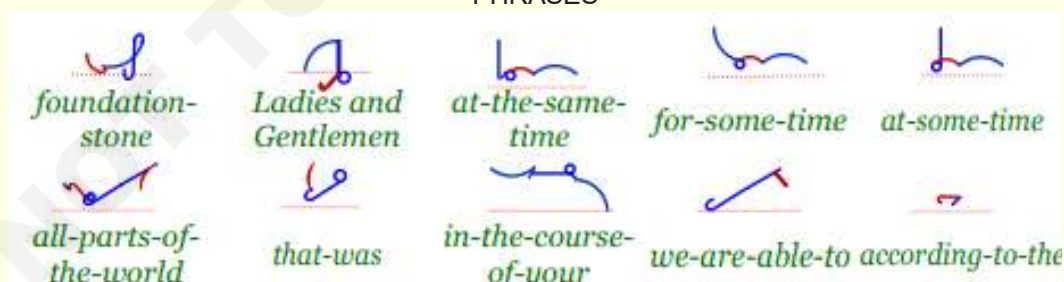 PHRASES
foundation-stone
Ladies and Gentlemen
at-the-same-time
for-some-time
at-some-time
all-parts-of-the-world
that-was
in-the-course-of-your
we-are-able-to
according-to-the